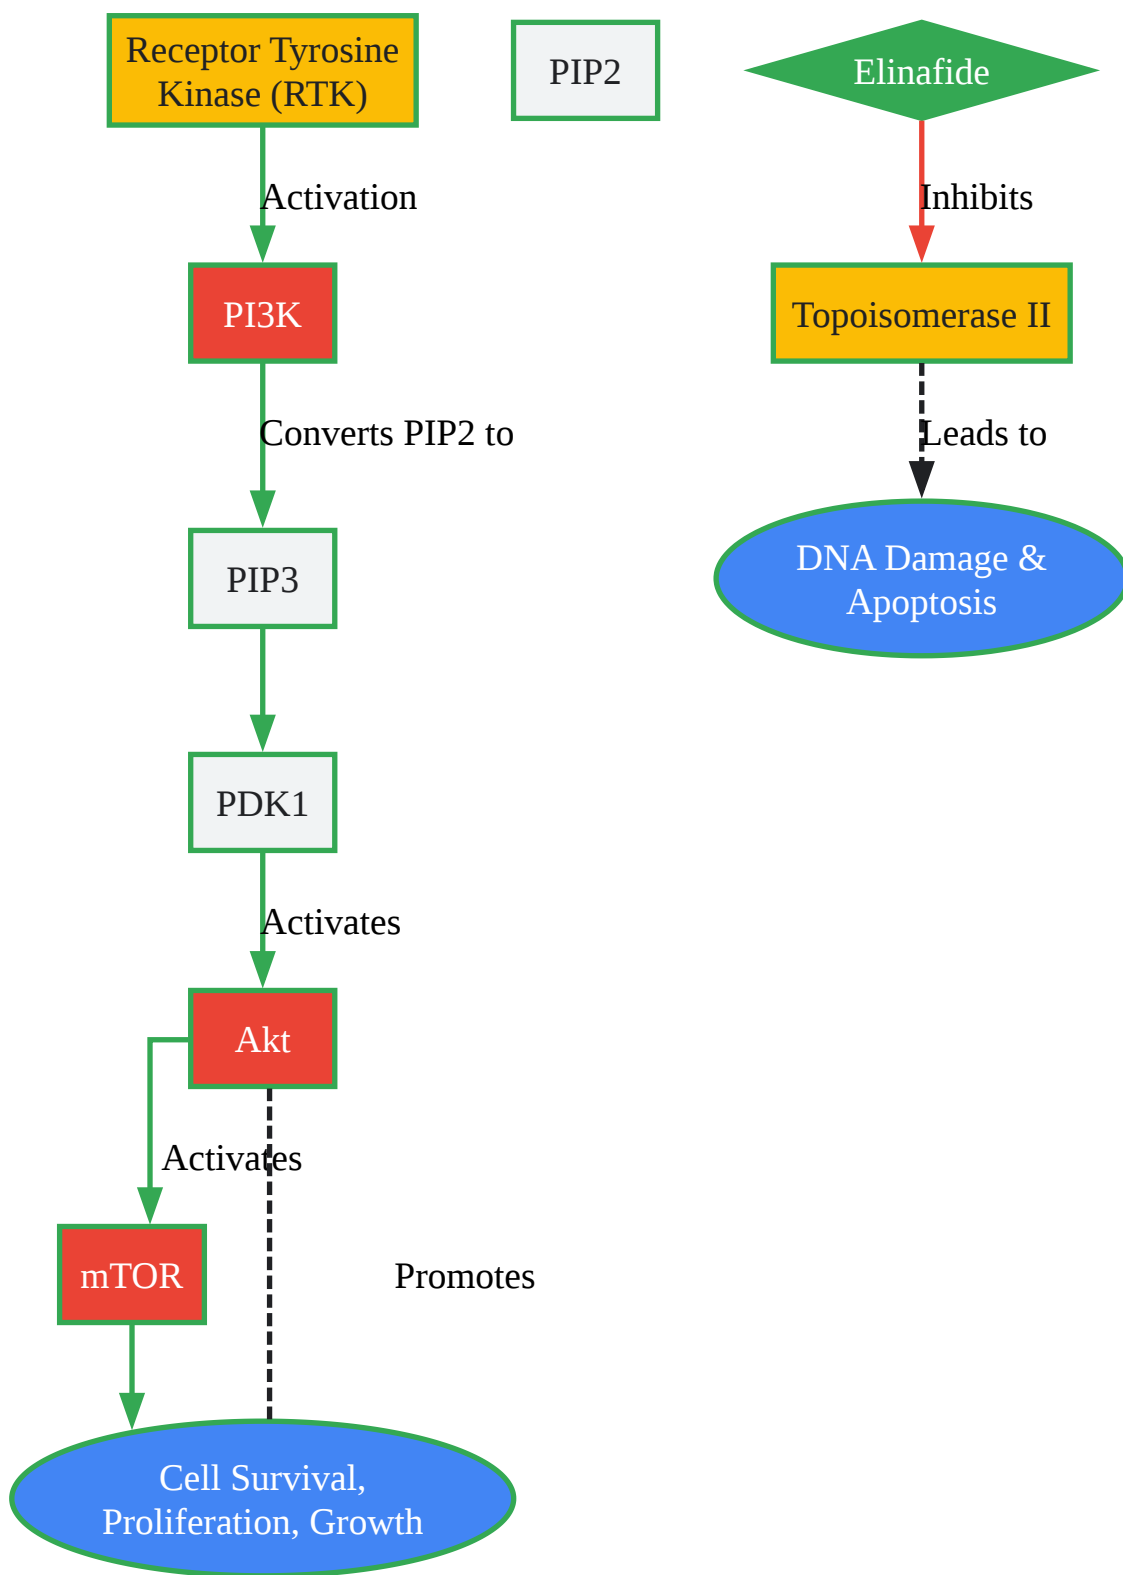 Receptor Tyrosine
Kinase (RTK)
PIP2
Elinafide
Activation
Inhibits
PI3K
Topoisomerase II
Converts PIP2 to
Leads to
PIP3
DNA Damage &
Apoptosis
PDK1
Activates
Akt
Activates
mTOR
Promotes
Cell Survival,
Proliferation, Growth